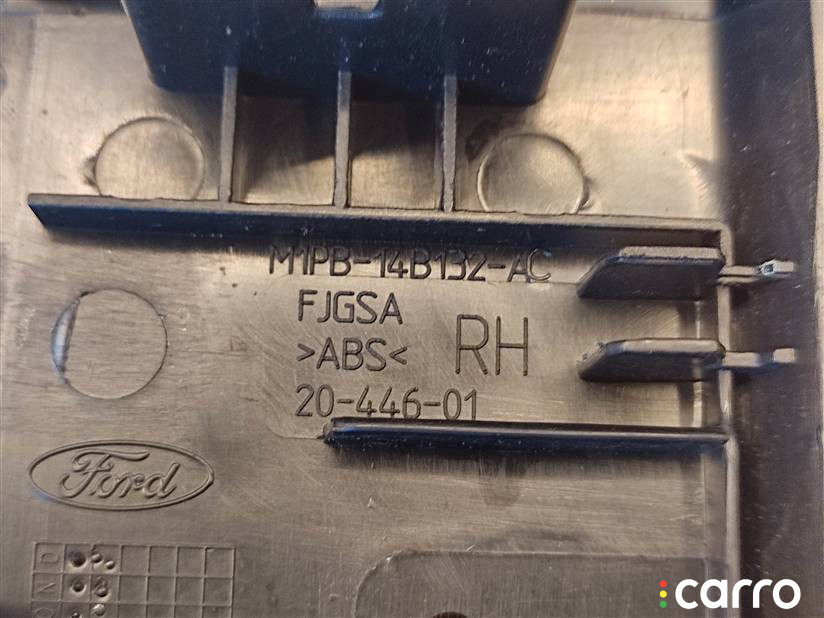 M1PB-14B132-AC
FJGSA
>ABS< RH
20-446-01
Ford
carro